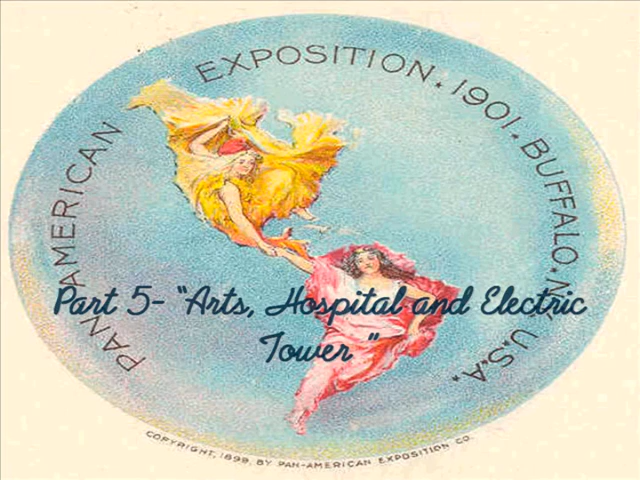 PAN-AMERICAN EXPOSITION. 1901. BUFFALO. N.Y. U.S.A.
Part 5- "Arts, Hospital and Electric
Tower "
COPYRIGHT, 1899, BY PAN-AMERICAN EXPOSITION CO.